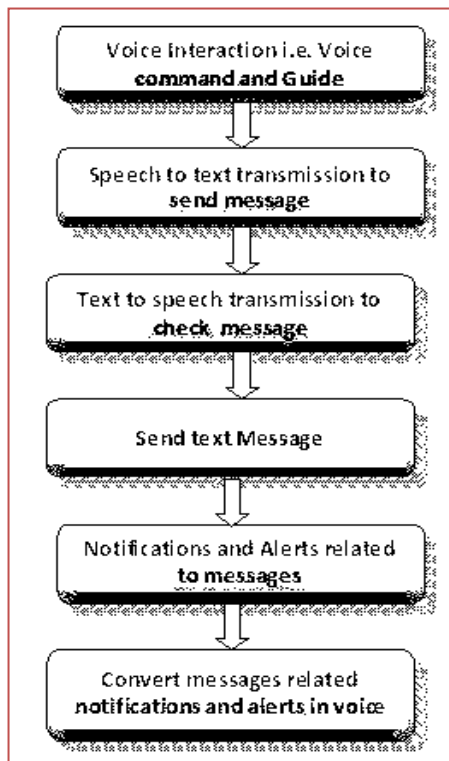 Voice Interaction i.e. Voice
command and Guide
Speech to text transmission to
send message
Text to speech transmission to
check message
Send text Message
Notifications and Alerts related
to messages
Convert messages related
notifications and alerts in voice